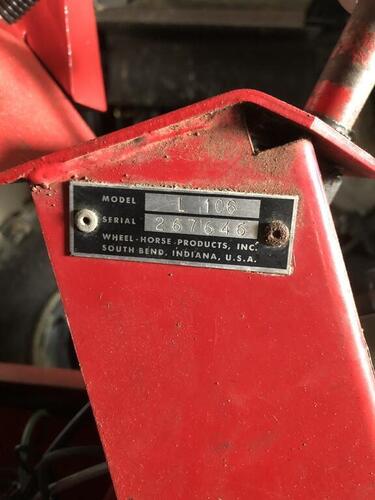 MODEL L 106
SERIAL 267646
WHEEL-HORSE-PRODUCTS, INC.
SOUTH BEND, INDIANA, U.S.A.